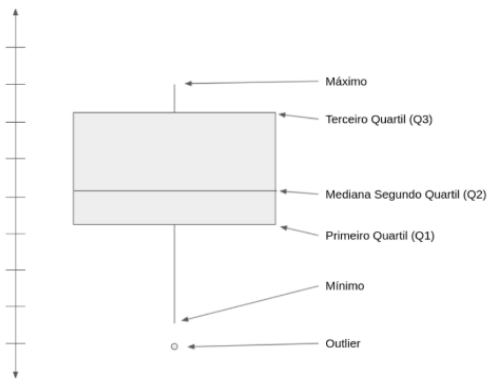 Máximo
Terceiro Quartil (Q3)
Mediana Segundo Quartil (Q2)
Primeiro Quartil (Q1)
Mínimo
Outlier